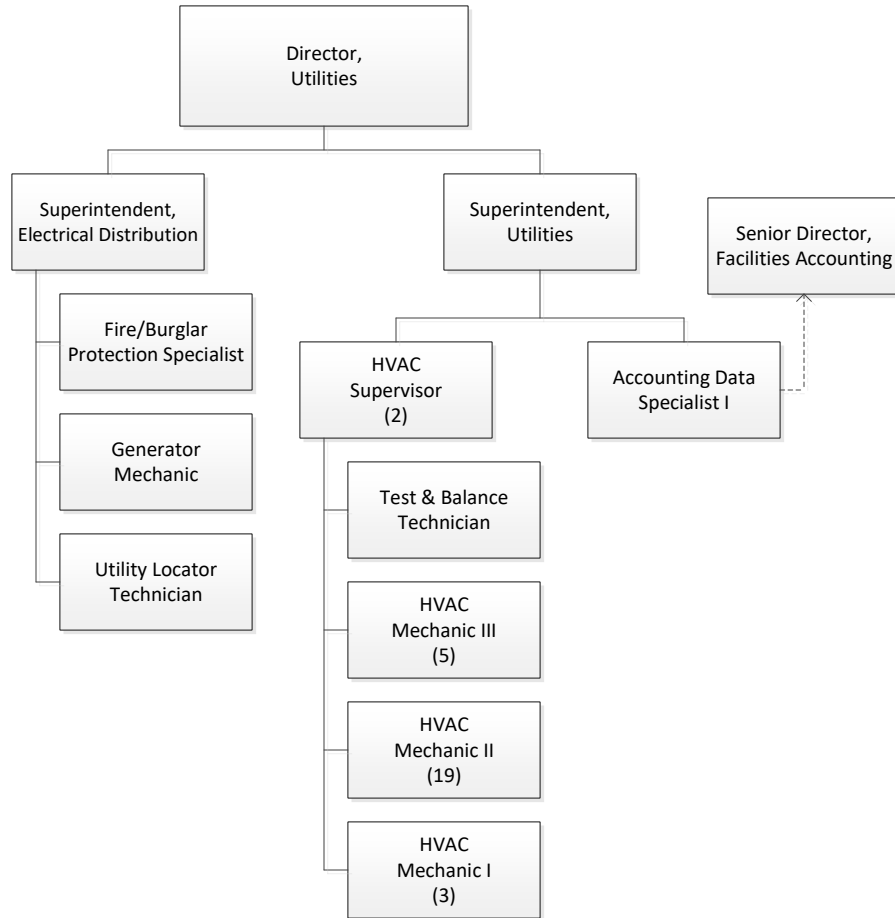 Director,
Utilities
Superintendent,
Electrical Distribution
Superintendent,
Utilities
Senior Director,
Facilities Accounting
Fire/Burglar
Protection Specialist
Generator
Mechanic
Utility Locator
Technician
HVAC
Supervisor
(2)
Accounting Data
Specialist I
Test & Balance
Technician
HVAC
Mechanic III
(5)
HVAC
Mechanic II
(19)
HVAC
Mechanic I
(3)